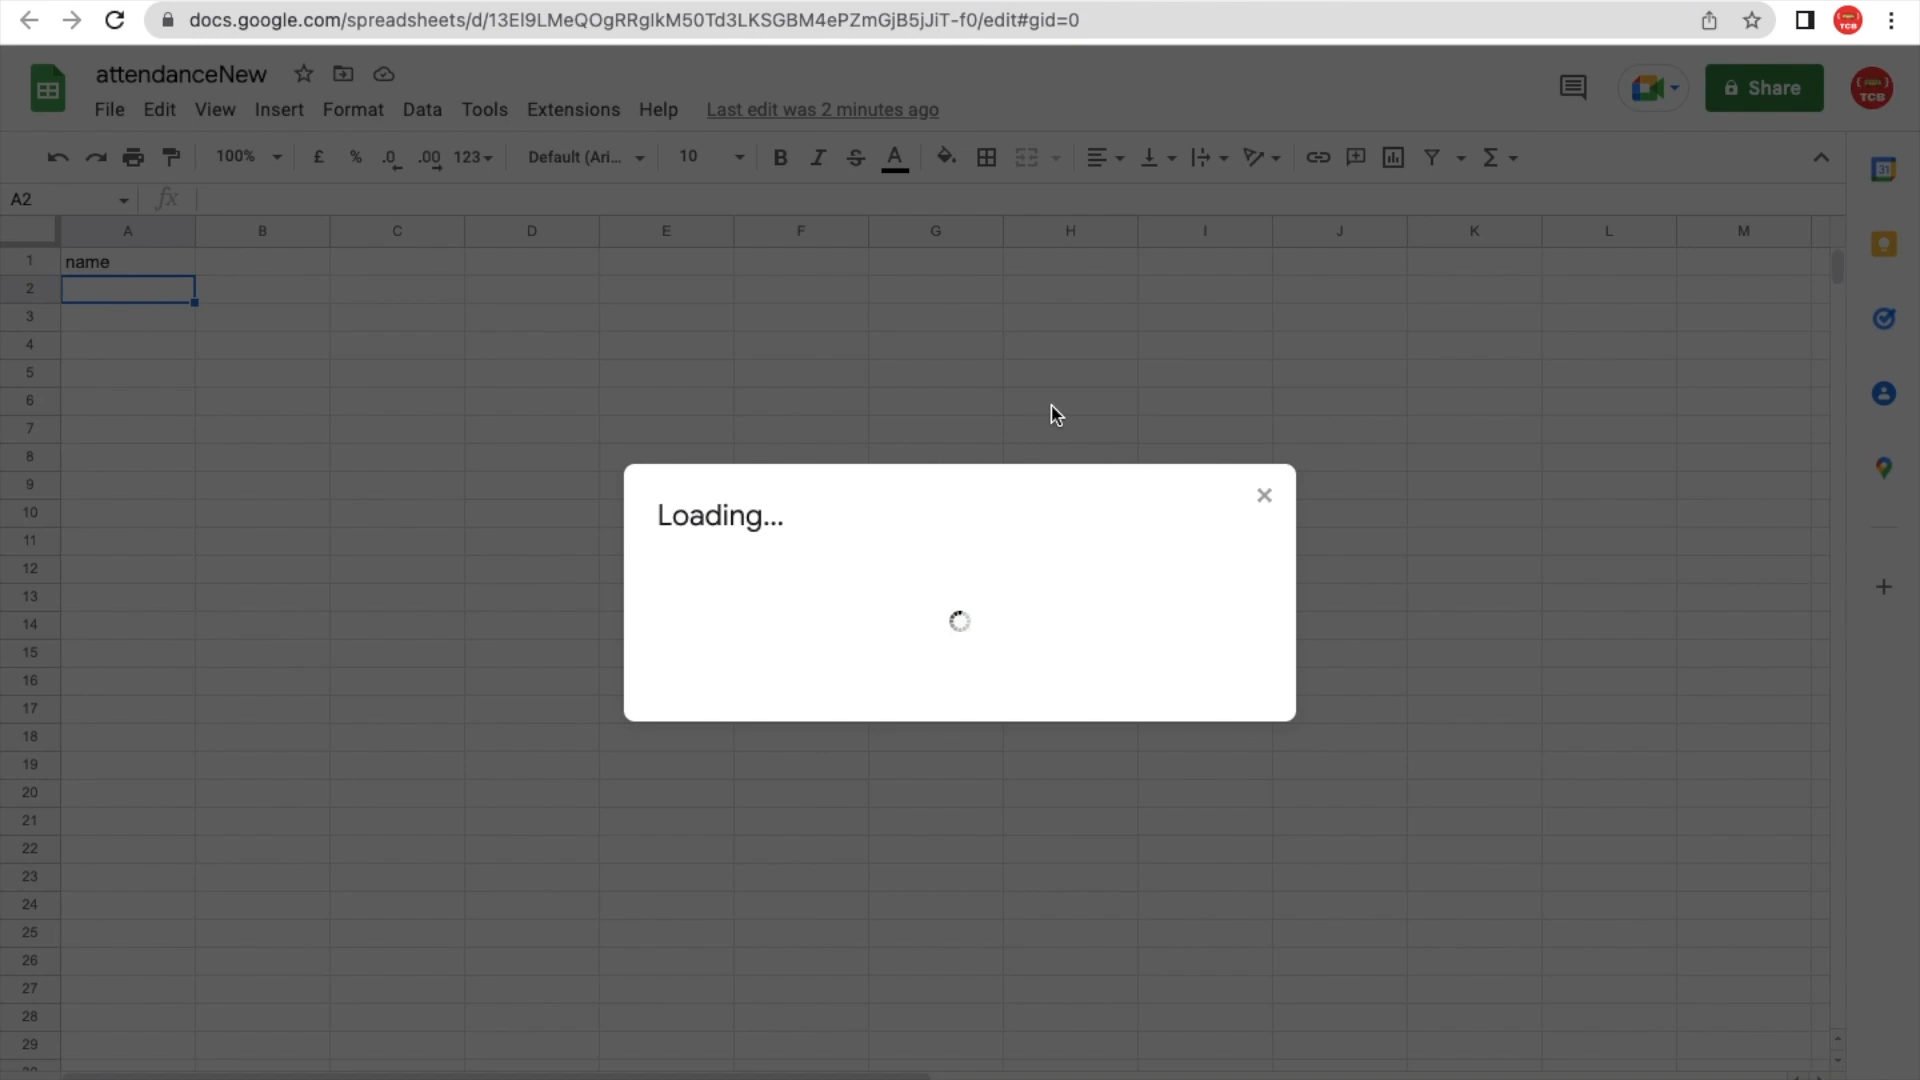 docs.google.com/spreadsheets/d/13El9LMeQOgRRglkM50Td3LKSGBM4ePZmGjB5jJiT-f0/edit#gid=0
TCB
attendanceNew
File Edit View Insert Format Data Tools Extensions Help Last edit was 2 minutes ago
Share
TCB
100% £ % .0 .00 123 Default (Ari... 10 B I S A Σ
31
A2 fx
A B C D E F G H I J K L M
1 name
2
3
4
5
6
7
8
9
10
11
12
13
14
15
16
17
18
19
20
21
22
23
24
25
26
27
28
29
Loading...